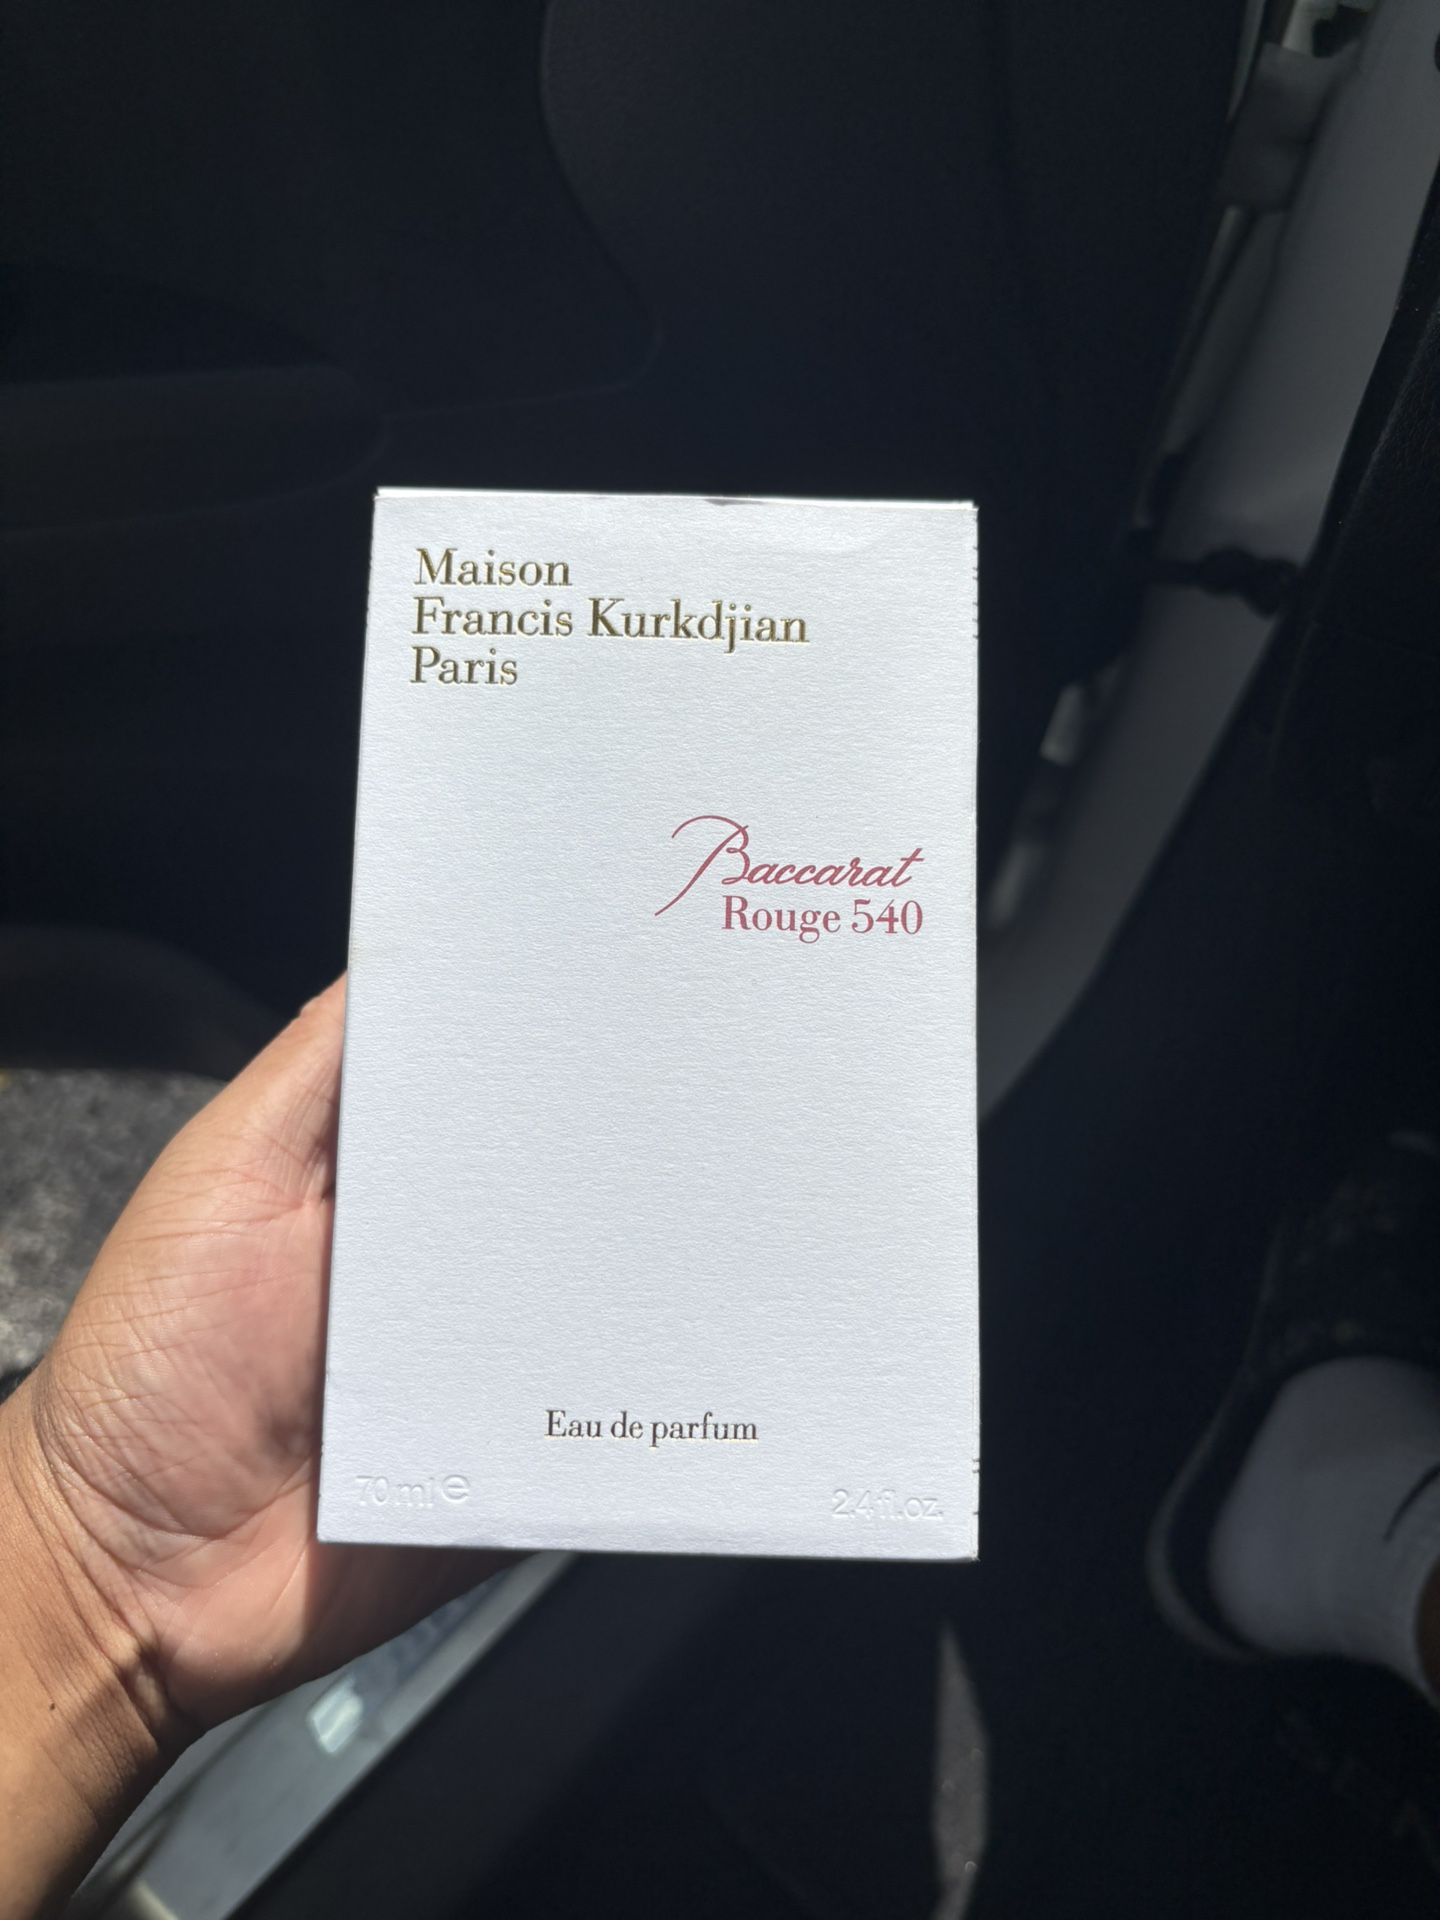 Maison
Francis Kurkdjian
Paris
Baccarat
Rouge 540
Eau de parfum
70 ml ℮
2.4 fl.oz.